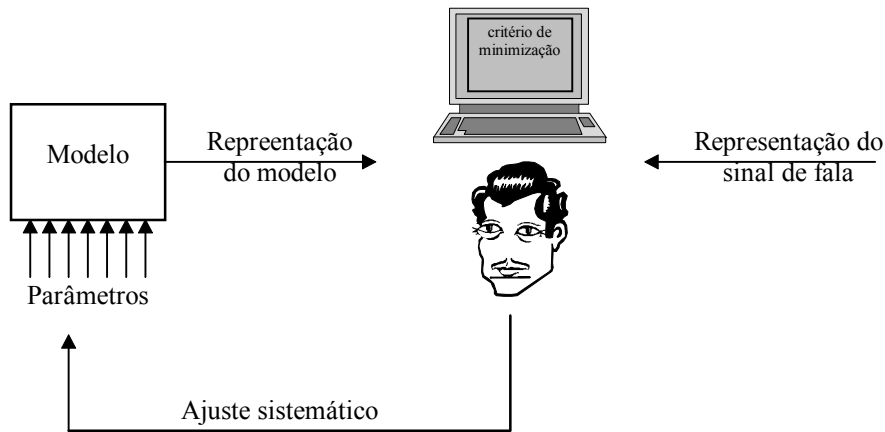 critério de
minimização
Modelo
Repreentação
do modelo
Representação do
sinal de fala
Parâmetros
Ajuste sistemático